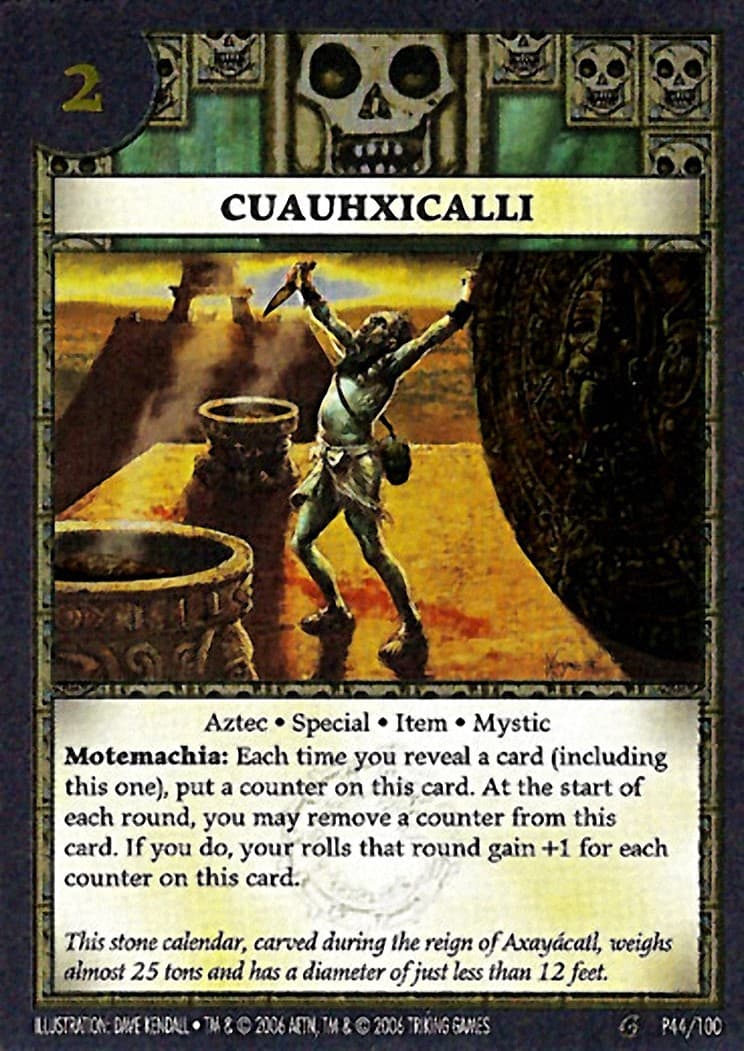 2
CUAUHXICALLI
Aztec • Special • Item • Mystic
Motemachia: Each time you reveal a card (including
this one), put a counter on this card. At the start of
each round, you may remove a counter from this
card. If you do, your rolls that round gain +1 for each
counter on this card.
This stone calendar, carved during the reign of Axayácatl, weighs
almost 25 tons and has a diameter of just less than 12 feet.
ILLUSTRATION: DAVE KENDALL • TM & © 2006 AETN, TM & © 2006 TRIKING GAMES
P44/100